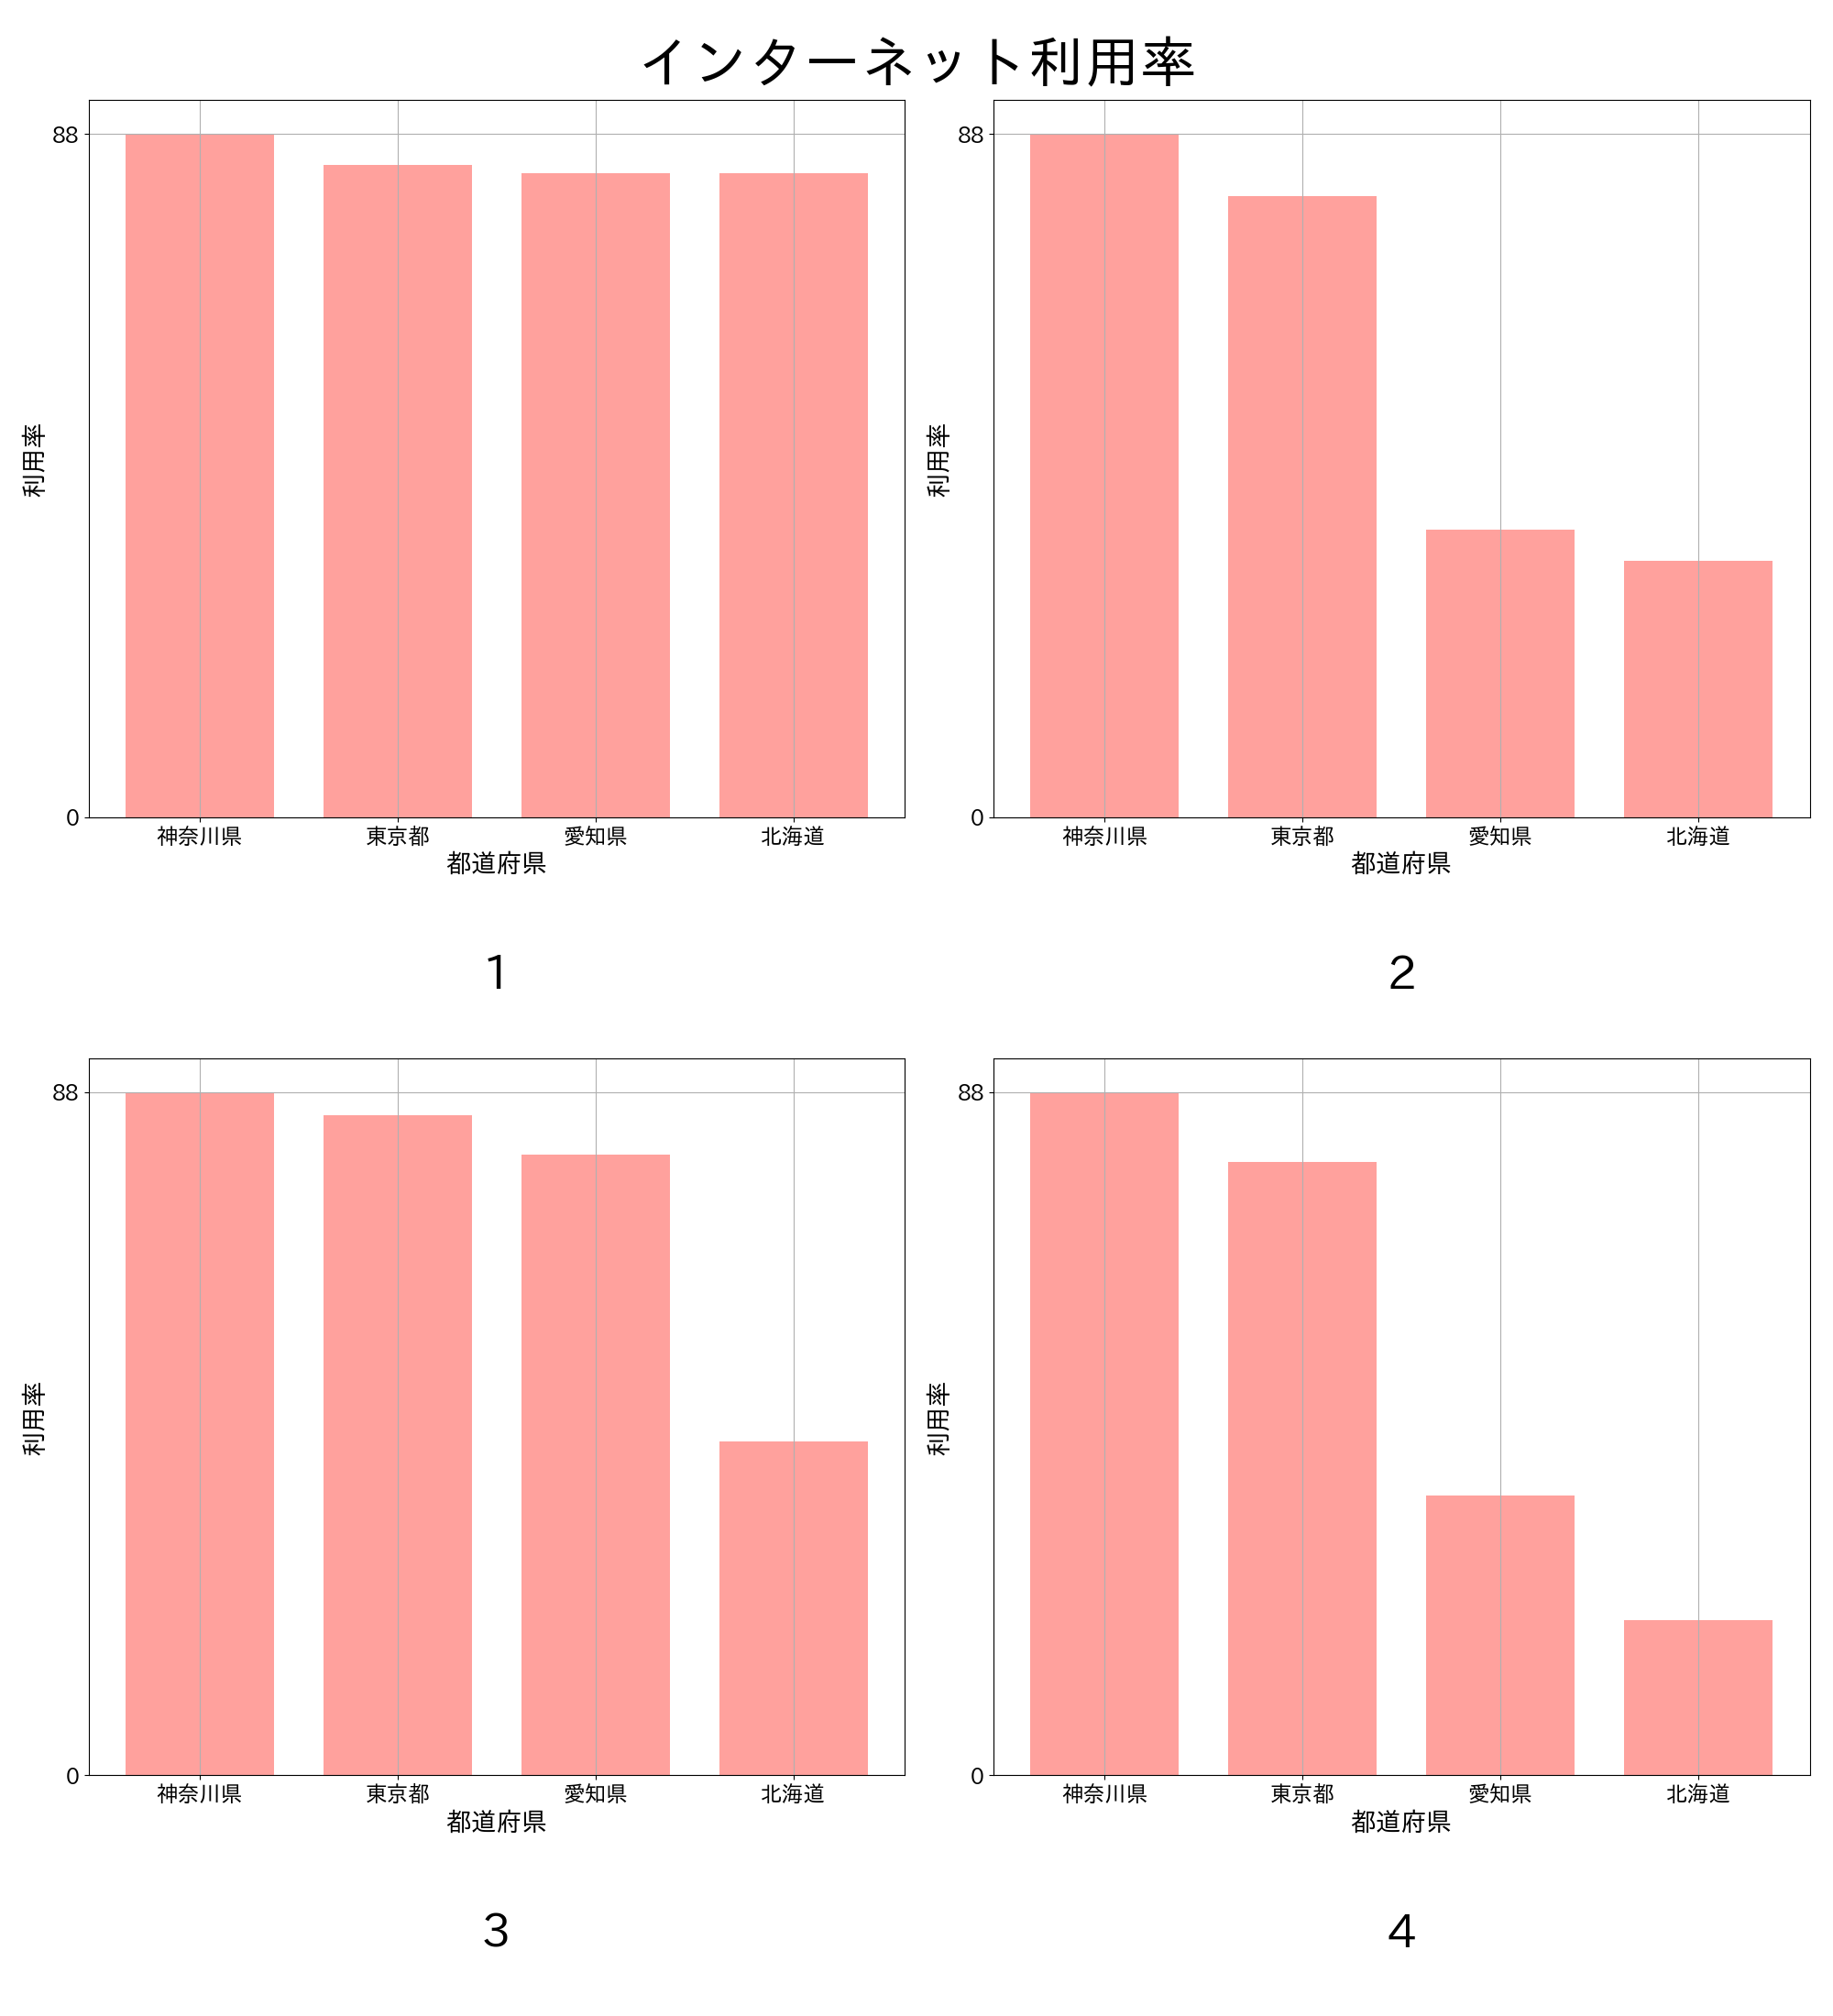 インターネット利用率
88
0
利用率
神奈川県 東京都 愛知県 北海道
都道府県
1
88
0
利用率
神奈川県 東京都 愛知県 北海道
都道府県
2
88
0
利用率
神奈川県 東京都 愛知県 北海道
都道府県
3
88
0
利用率
神奈川県 東京都 愛知県 北海道
都道府県
4